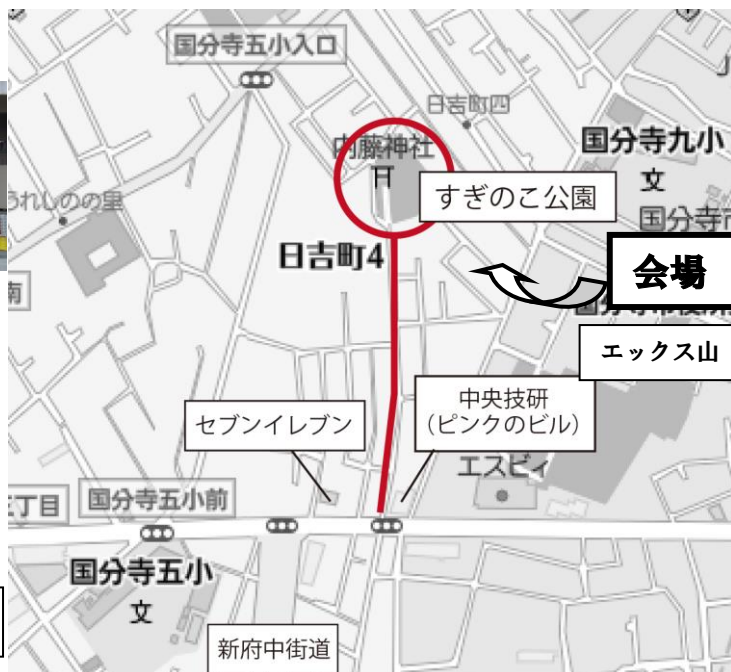 国分寺五小入口
日吉町四
内藤神社
国分寺九小
文
すぎのこ公園
うれしのの里
国分寺市
日吉町4
会場
南
エックス山
中央技研
(ピンクのビル)
セブンイレブン
エスビィ
三丁目
国分寺五小前
国分寺五小
文
新府中街道